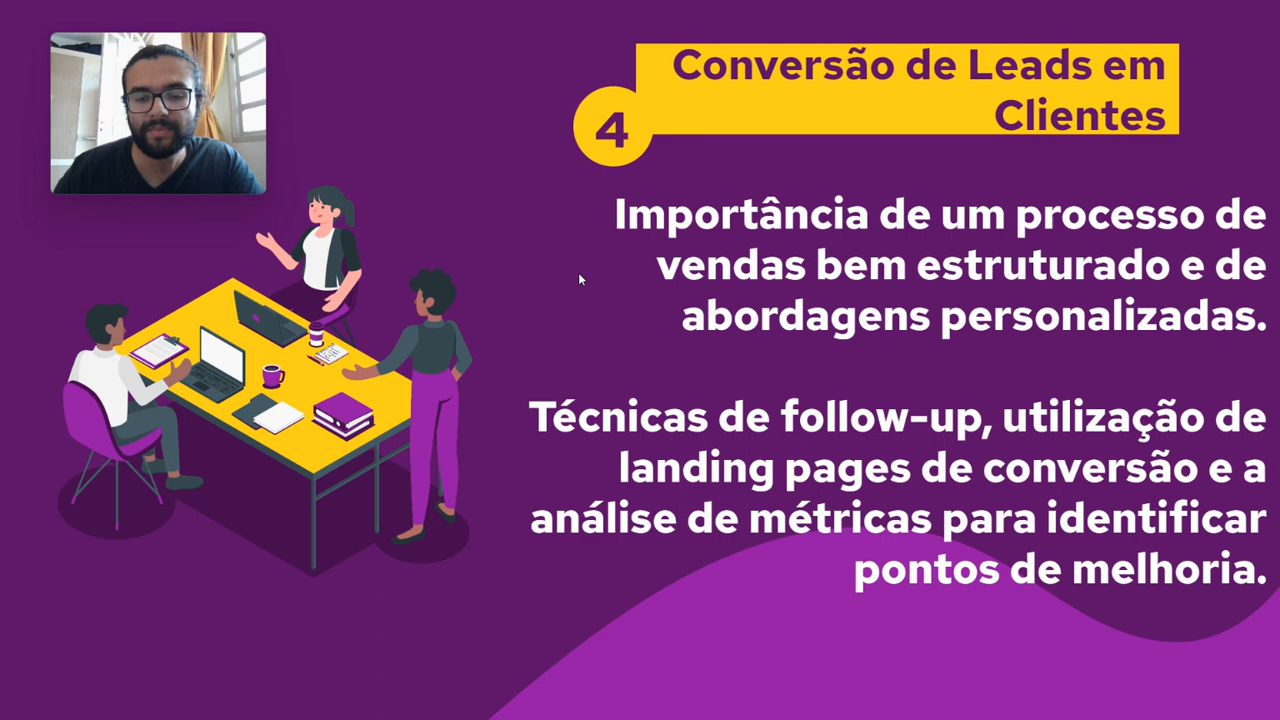 Conversão de Leads em
Clientes
4
Importância de um processo de
vendas bem estruturado e de
abordagens personalizadas.
Técnicas de follow-up, utilização de
landing pages de conversão e a
análise de métricas para identificar
pontos de melhoria.